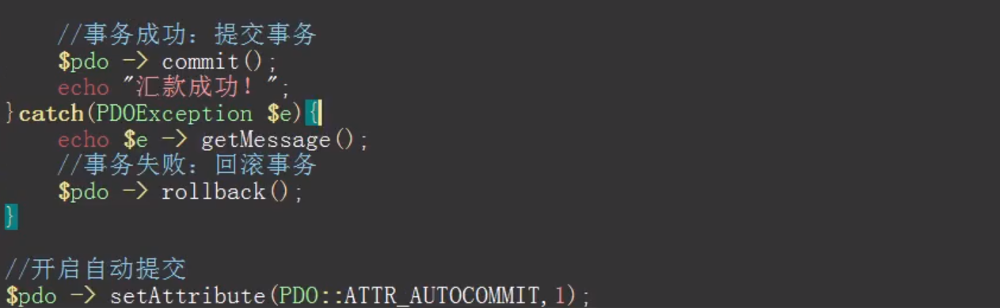 //事务成功：提交事务
$pdo -> commit();
echo "汇款成功！";
}catch(PDOException $e){
echo $e -> getMessage();
//事务失败：回滚事务
$pdo -> rollback();
}
//开启自动提交
$pdo -> setAttribute(PDO::ATTR_AUTOCOMMIT,1);